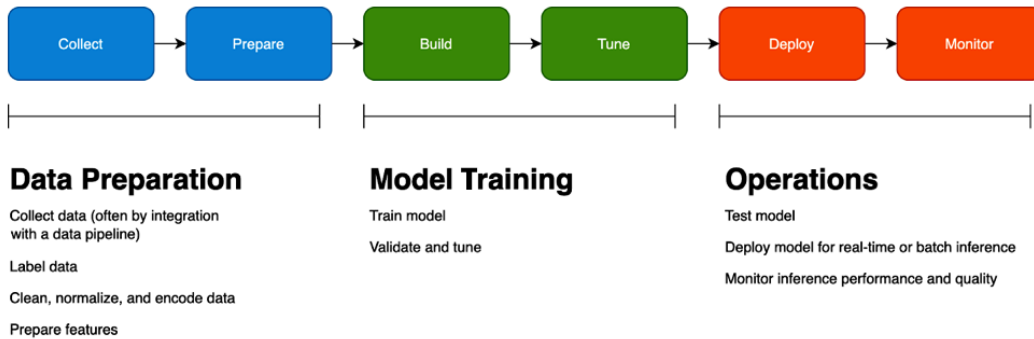 Collect
Prepare
Build
Tune
Deploy
Monitor
Data Preparation
Collect data (often by integration
with a data pipeline)
Label data
Clean, normalize, and encode data
Prepare features
Model Training
Train model
Validate and tune
Operations
Test model
Deploy model for real-time or batch inference
Monitor inference performance and quality